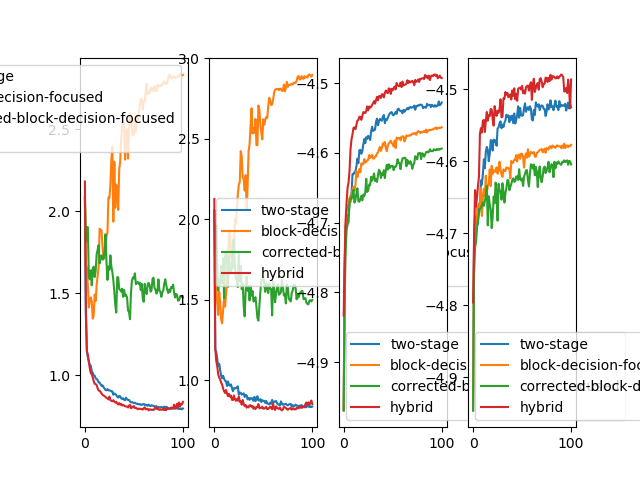 ge
ecision-focused
ed-block-decision-focused
2.5
2.0
1.5
1.0
0
100
3.0
2.5
2.0
1.5
1.0
0
100
two-stage
block-decis
corrected-b
hybrid
ocus
−4.5
−4.6
−4.7
−4.8
−4.9
0
100
two-stage
block-decis
corrected-b
hybrid
−4.5
−4.6
−4.7
−4.8
−4.9
0
100
two-stage
block-decision-foc
corrected-block-d
hybrid